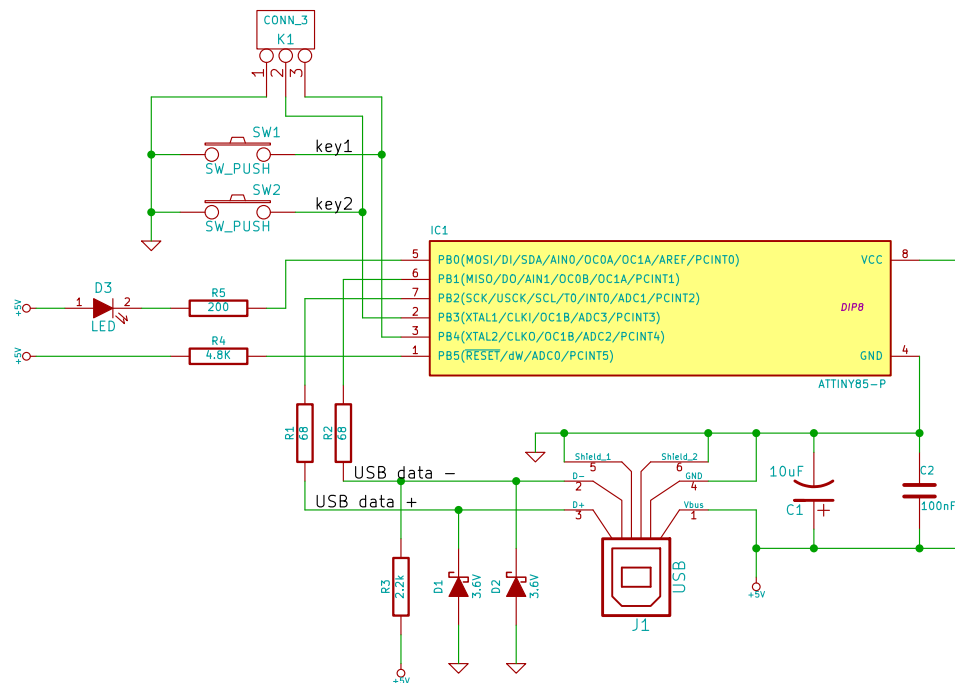 CONN_3
K1
1
2
3
SW1
key1
SW_PUSH
SW2
key2
SW_PUSH
IC1
5 PB0(MOSI/DI/SDA/AIN0/OC0A/OC1A/AREF/PCINT0) VCC 8
6 PB1(MISO/DO/AIN1/OC0B/OC1A/PCINT1)
7 PB2(SCK/USCK/SCL/T0/INT0/ADC1/PCINT2)
DIP8
2 PB3(XTAL1/CLKI/OC1B/ADC3/PCINT3)
3 PB4(XTAL2/CLKO/OC1B/ADC2/PCINT4)
1 PB5(RESET/dW/ADC0/PCINT5) GND 4
ATTINY85-P
D3
+5V 1 2
LED
R5
200
+5V
R4
4.8K
R1
68
R2
68
USB data -
USB data +
Shield_1
5
Shield_2
6
D-
2
GND
4
D+
3
Vbus
1
10uF
C1
+
C2
100nF
R3
2.2k
D1
3.6V
D2
3.6V
USB
J1
+5V
+5V